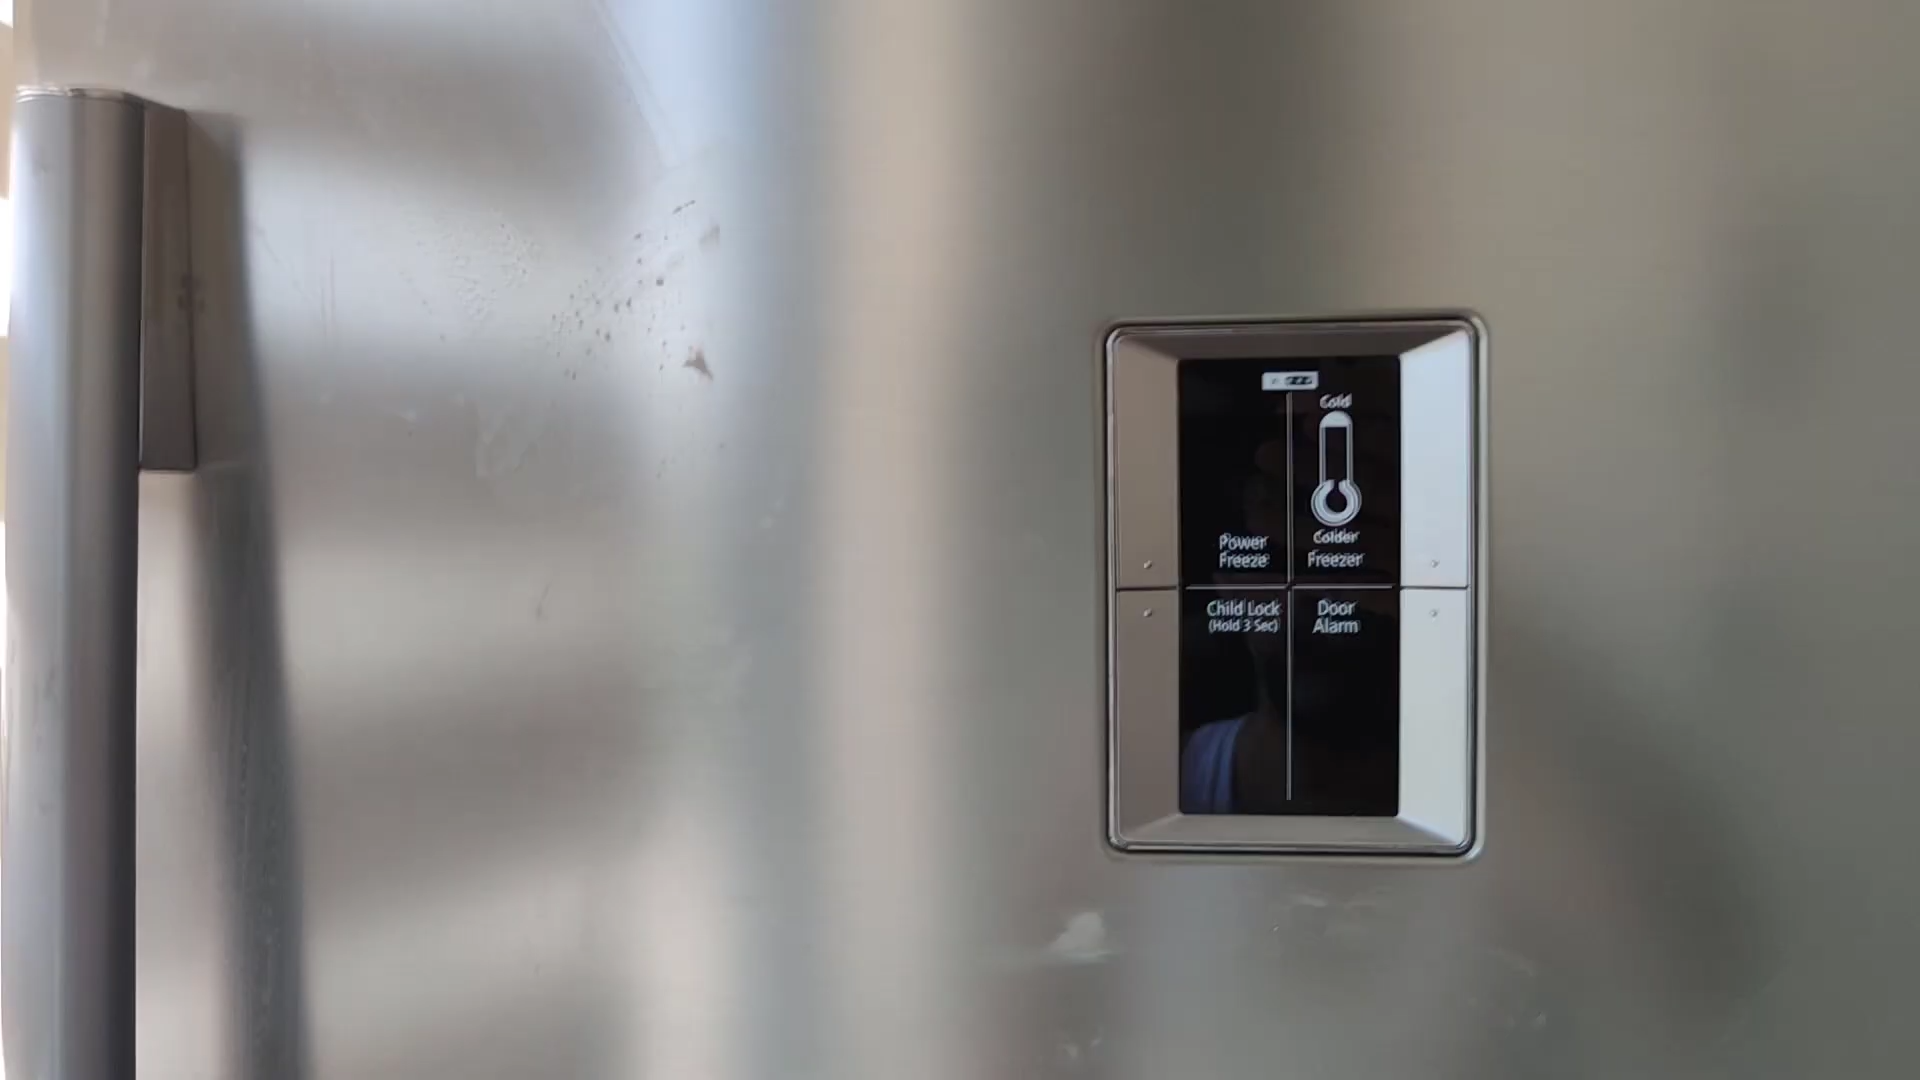 Cold
Colder
Power
Freeze
Freezer
Child Lock
(Hold 3 Sec)
Door
Alarm